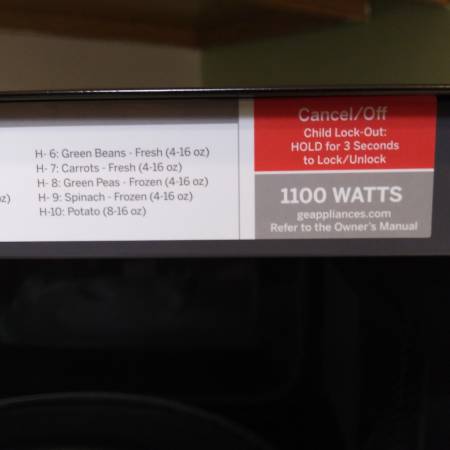 H- 6: Green Beans - Fresh (4-16 oz)
H- 7: Carrots - Fresh (4-16 oz)
H- 8: Green Peas - Frozen (4-16 oz)
H- 9: Spinach - Frozen (4-16 oz)
H-10: Potato (8-16 oz)
oz)
Cancel/Off
Child Lock-Out:
HOLD for 3 Seconds
to Lock/Unlock
1100 WATTS
geappliances.com
Refer to the Owner's Manual